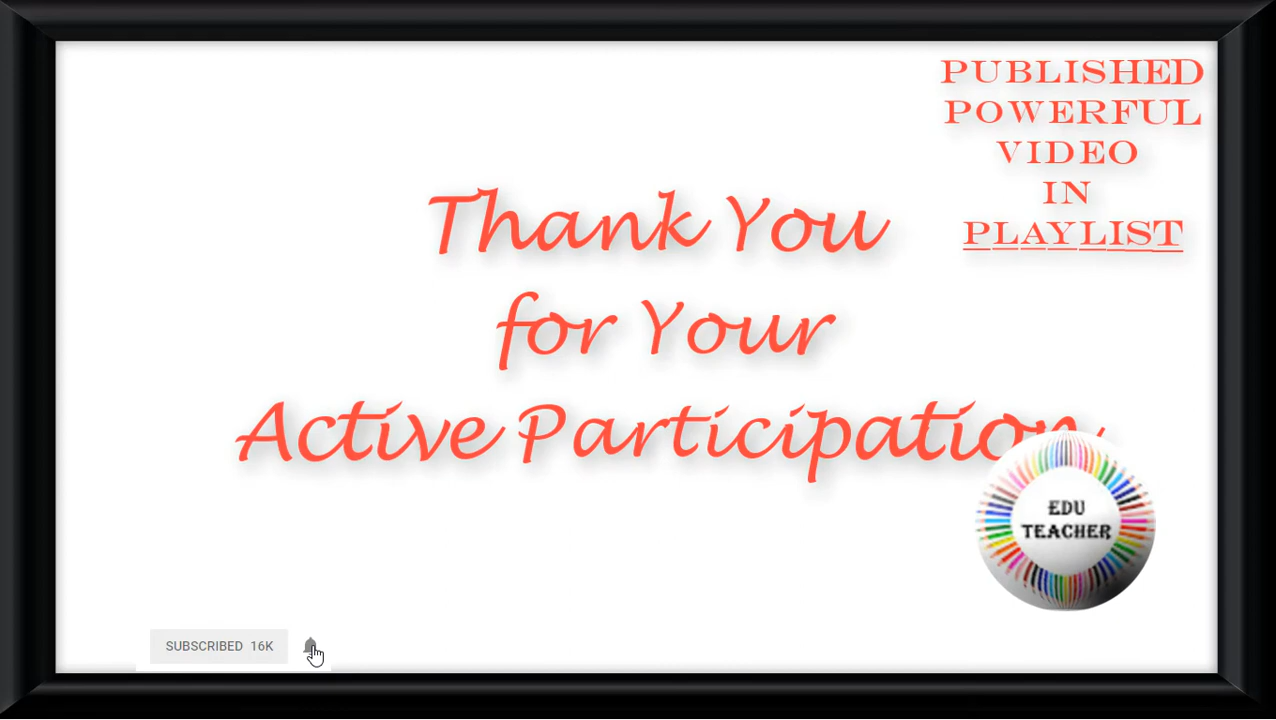 PUBLISHED
POWERFUL
VIDEO
IN
PLAYLIST
Thank You
for Your
Active Participation
EDU
TEACHER
SUBSCRIBED 16K